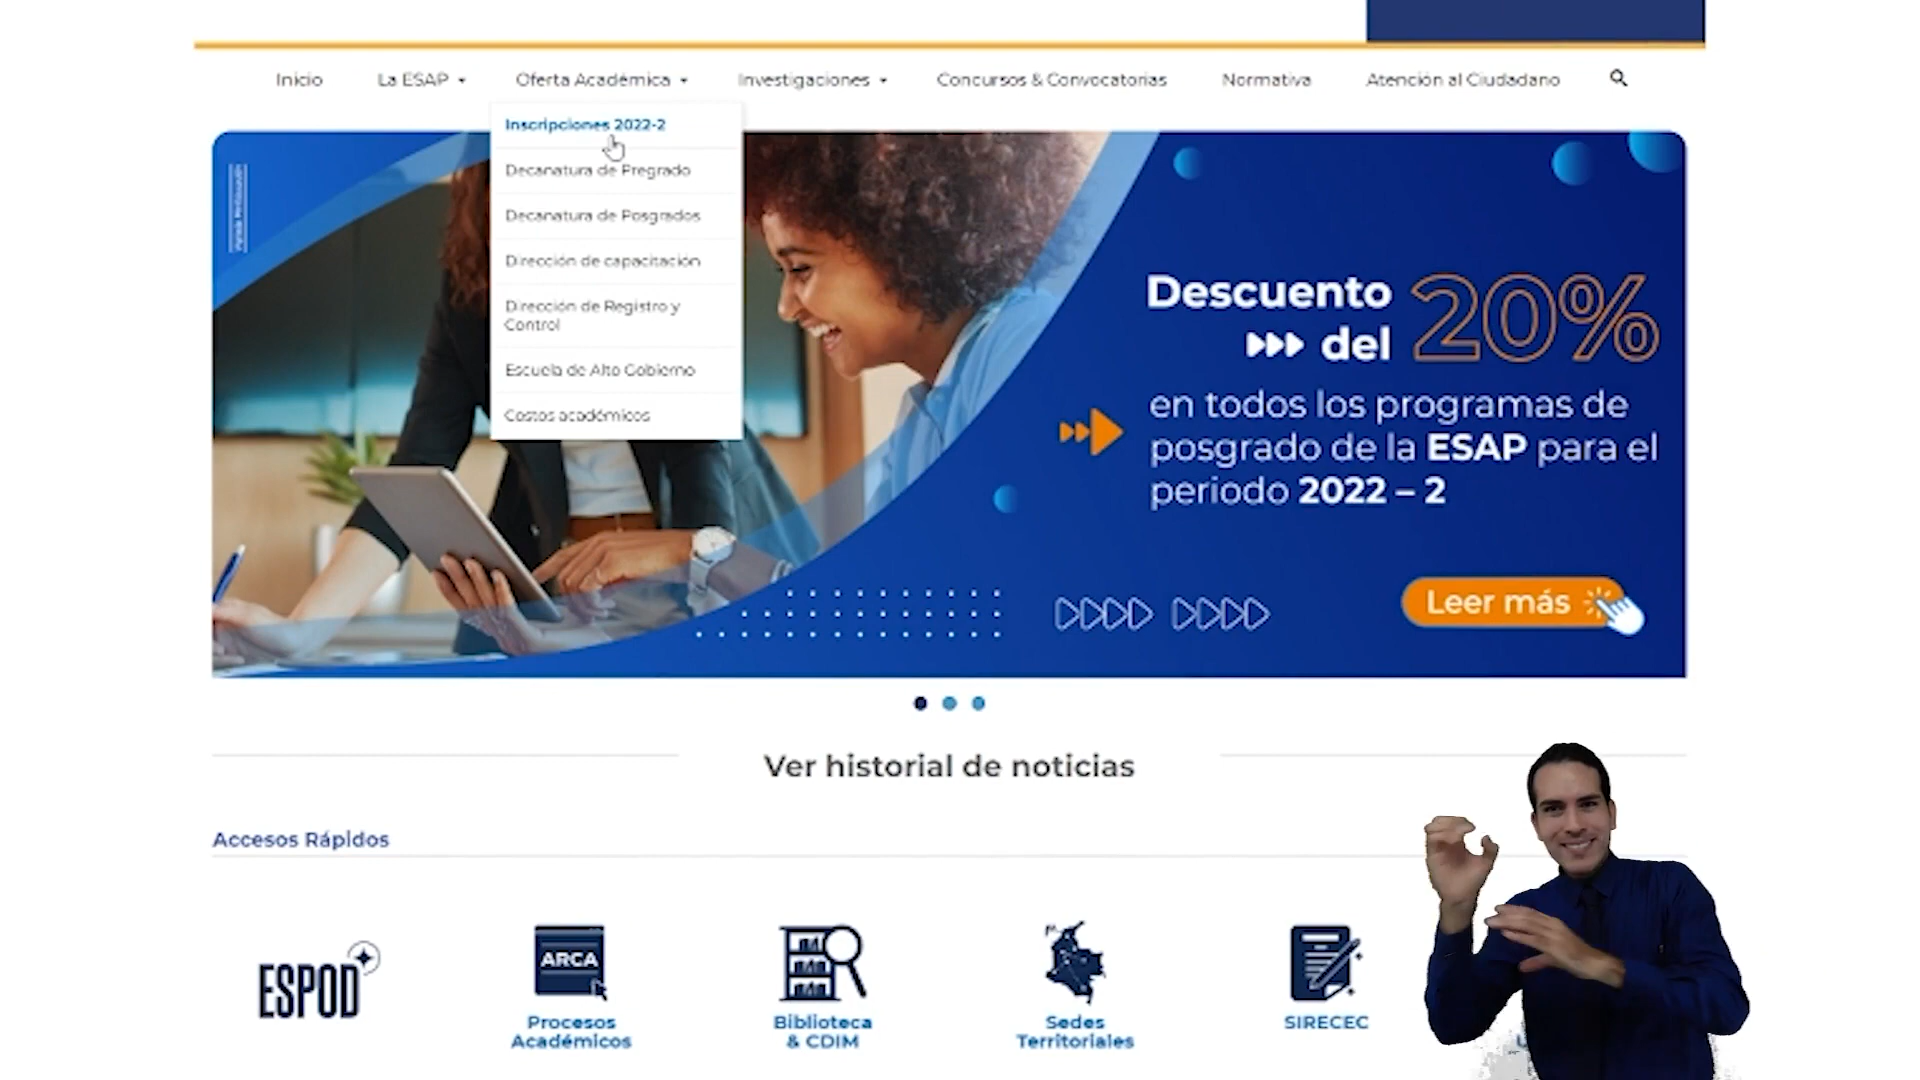 Inicio
La ESAP
Oferta Académica
Investigaciones
Concursos & Convocatorias
Normativa
Atención al Ciudadano
Inscripciones 2022-2
Decanatura de Pregrado
Decanatura de Posgrados
Dirección de capacitación
Dirección de Registro y
Control
Escuela de Alto Gobierno
Costos académicos
Descuento
del 20%
en todos los programas de
posgrado de la ESAP para el
periodo 2022 – 2
Leer más
Ver historial de noticias
Accesos Rápidos
ESPOD
ARCA
Procesos
Académicos
Biblioteca
& CDIM
Sedes
Territoriales
SIRECEC